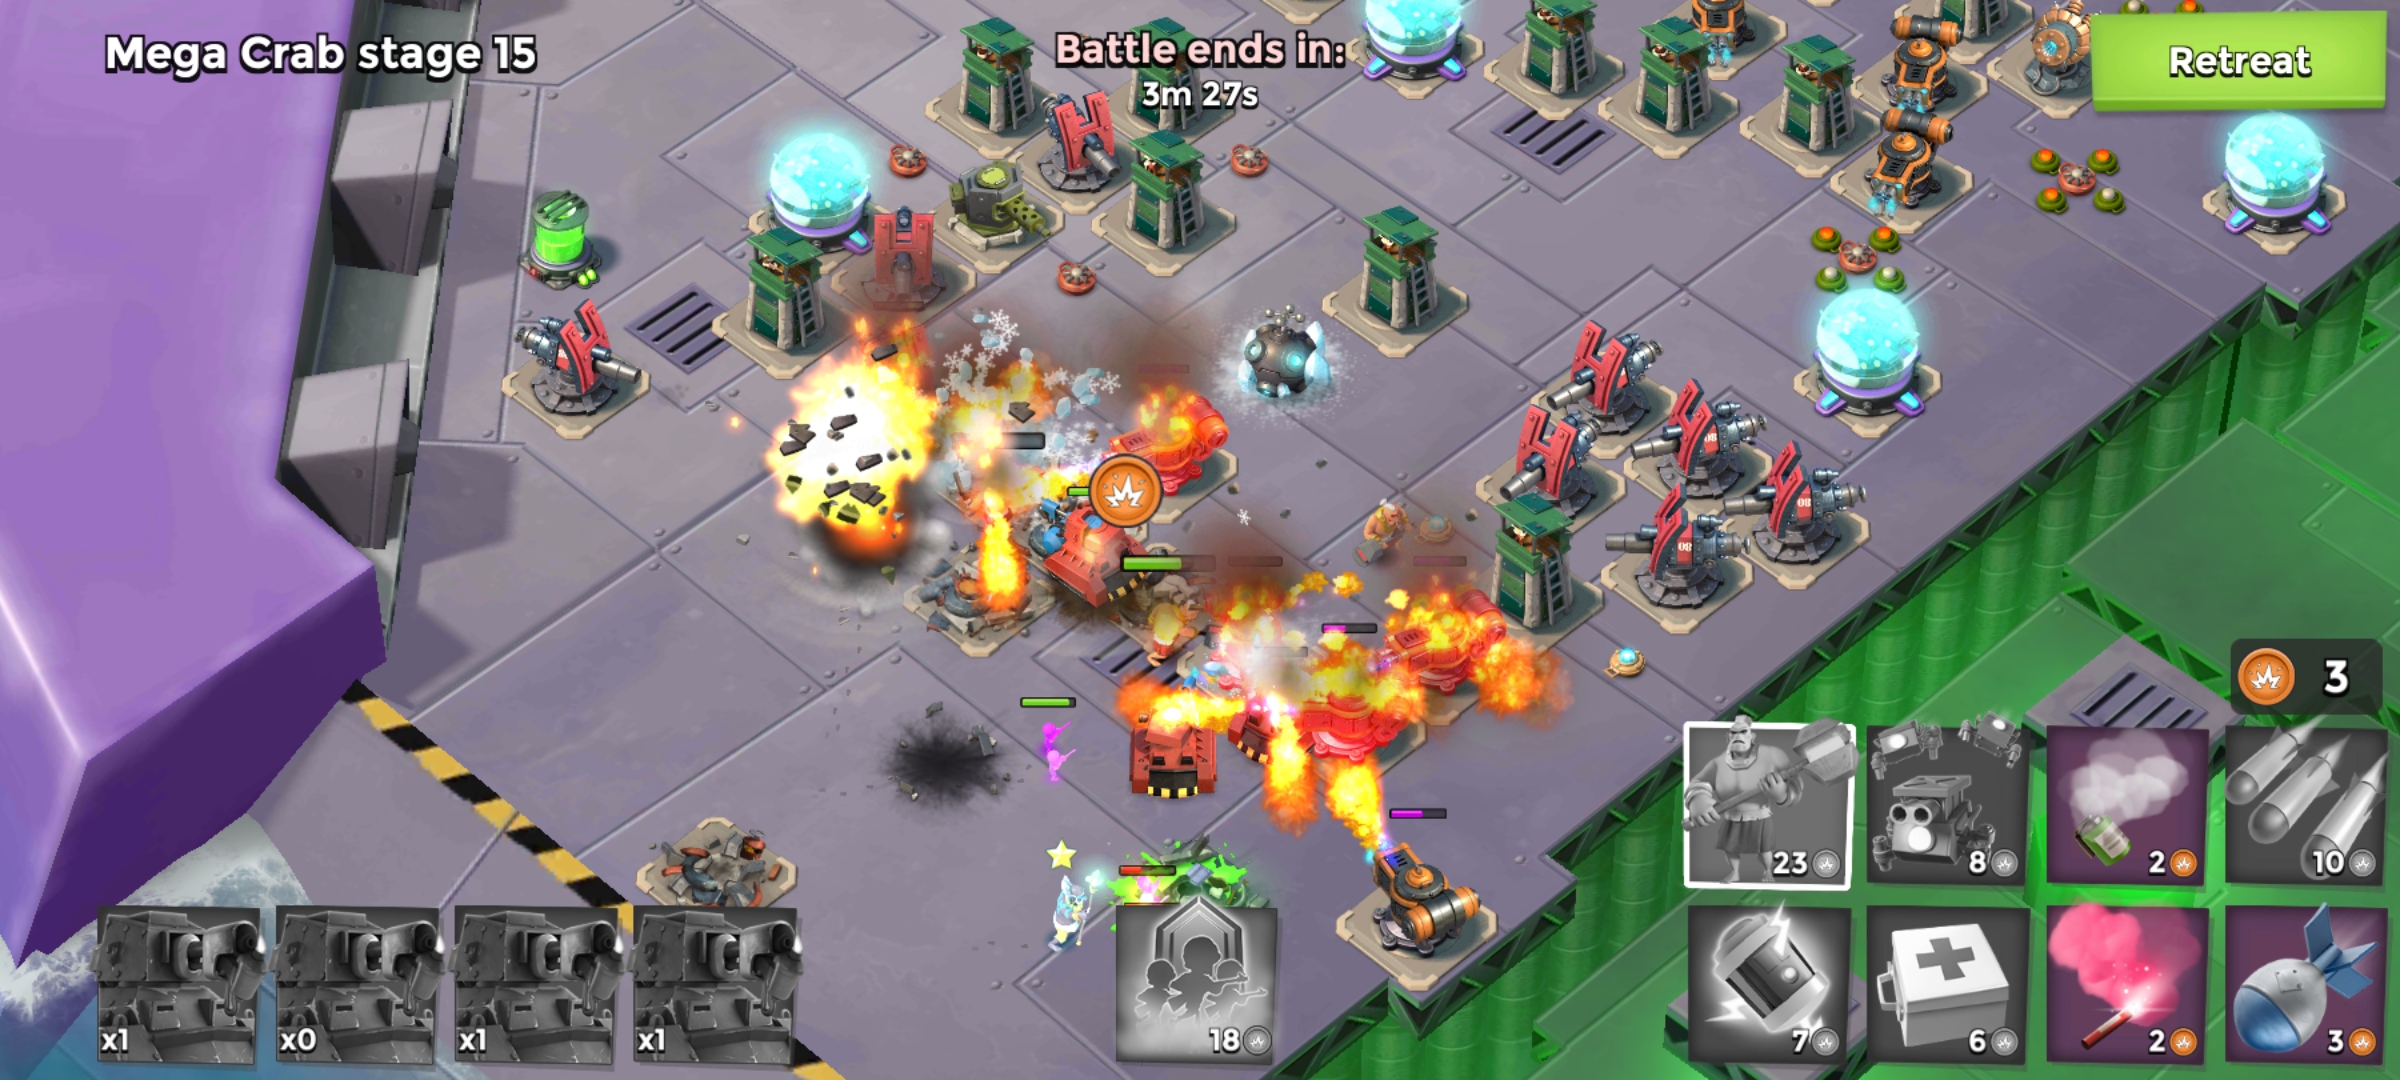 Mega Crab stage 15
Battle ends in:
3m 27s
Retreat
3
23
8
2
10
7
6
2
3
x1
x0
x1
x1
18